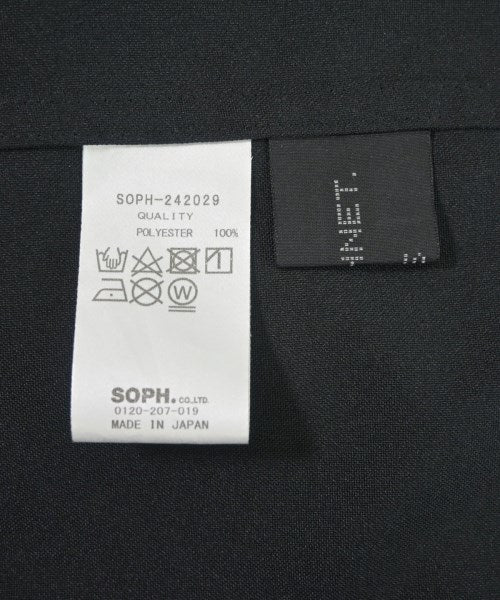 SOPH-242029
QUALITY
POLYESTER 100%
W
SOPH.CO.,LTD.
0120-207-019
MADE IN JAPAN